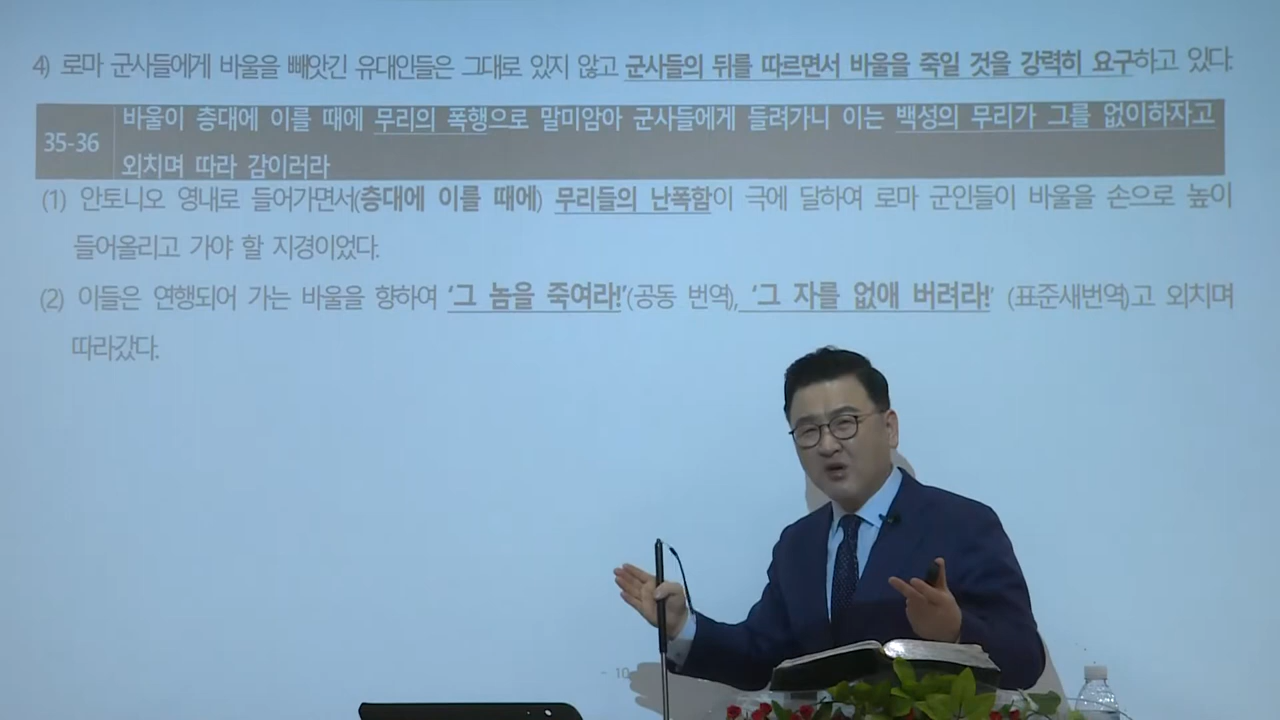 4) 로마 군사들에게 바울을 빼앗긴 유대인들은 그대로 있지 않고 군사들의 뒤를 따르면서 바울을 죽일 것을 강력히 요구하고 있다.
35-36
바울이 층대에 이를 때에 무리의 폭행으로 말미암아 군사들에게 들려가니 이는 백성의 무리가 그를 없이하자고
외치며 따라 감이러라
(1) 안토니오 영내로 들어가면서(층대에 이를 때에) 무리들의 난폭함이 극에 달하여 로마 군인들이 바울을 손으로 높이
들어올리고 가야 할 지경이었다.
(2) 이들은 연행되어 가는 바울을 향하여 '그 놈을 죽여라!'(공동 번역), '그 자를 없애 버려라!' (표준새번역)고 외치며
따라갔다.
- 10